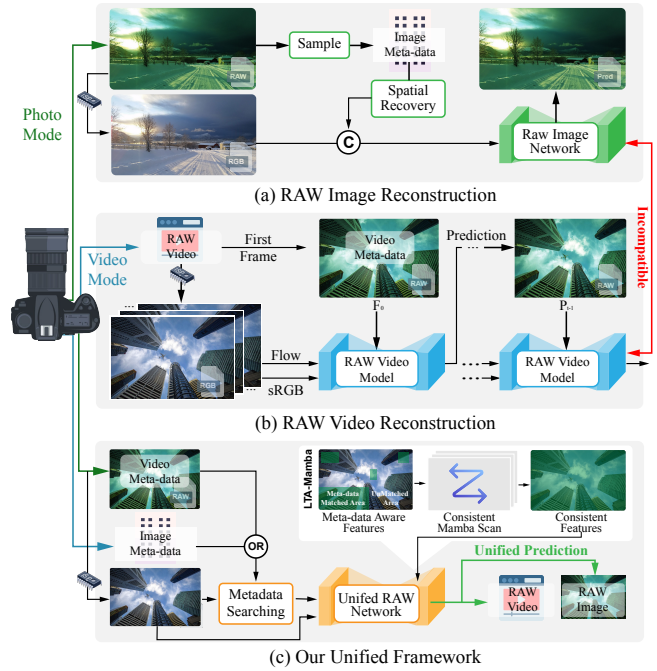 Photo
Mode
RAW
Sample
Image
Meta-data
Spatial
Recovery
Pred
RGB
C
Raw Image
Network
(a) RAW Image Reconstruction
Incompatible
Video
Mode
RAW
Video
First
Frame
Video
Meta-data
RAW
Prediction
...
RAW
F₀
Pₜ₋₁
...
...
RGB
Flow
sRGB
RAW Video
Model
...
...
RAW Video
Model
(b) RAW Video Reconstruction
Video
Meta-data
RAW
Image
Meta-data
OR
LTA-Mamba
Meta-data
Matched Area
UnMatched
Area
Meta-data Aware
Features
Consistent
Mamba Scan
Consistent
Features
Metadata
Searching
Unifed RAW
Network
Unified Prediction
RAW
Video
RAW
Image
(c) Our Unified Framework